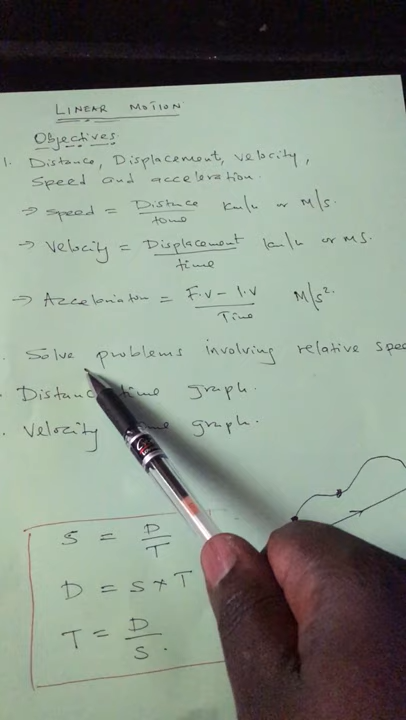 LINEAR MOTION
Objectives
1. Distance, Displacement, Velocity,
Speed and acceleration.
→ Speed = Distance / time Km/h or M/s.
→ Velocity = Displacement / time Km/h or MS.
→ Acceleration = F.V - I.V / Time M/s².
. Solve problems involving relative spee
. Distance time graph.
. Velocity graph.
S = D / T
D = S × T
T = D / S.